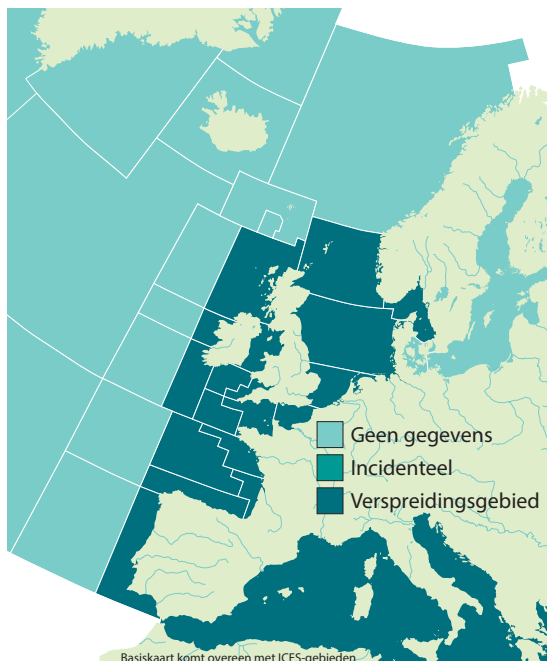 Geen gegevens
Incidenteel
Verspreidingsgebied
Basiskaart komt overeen met ICES-gebieden